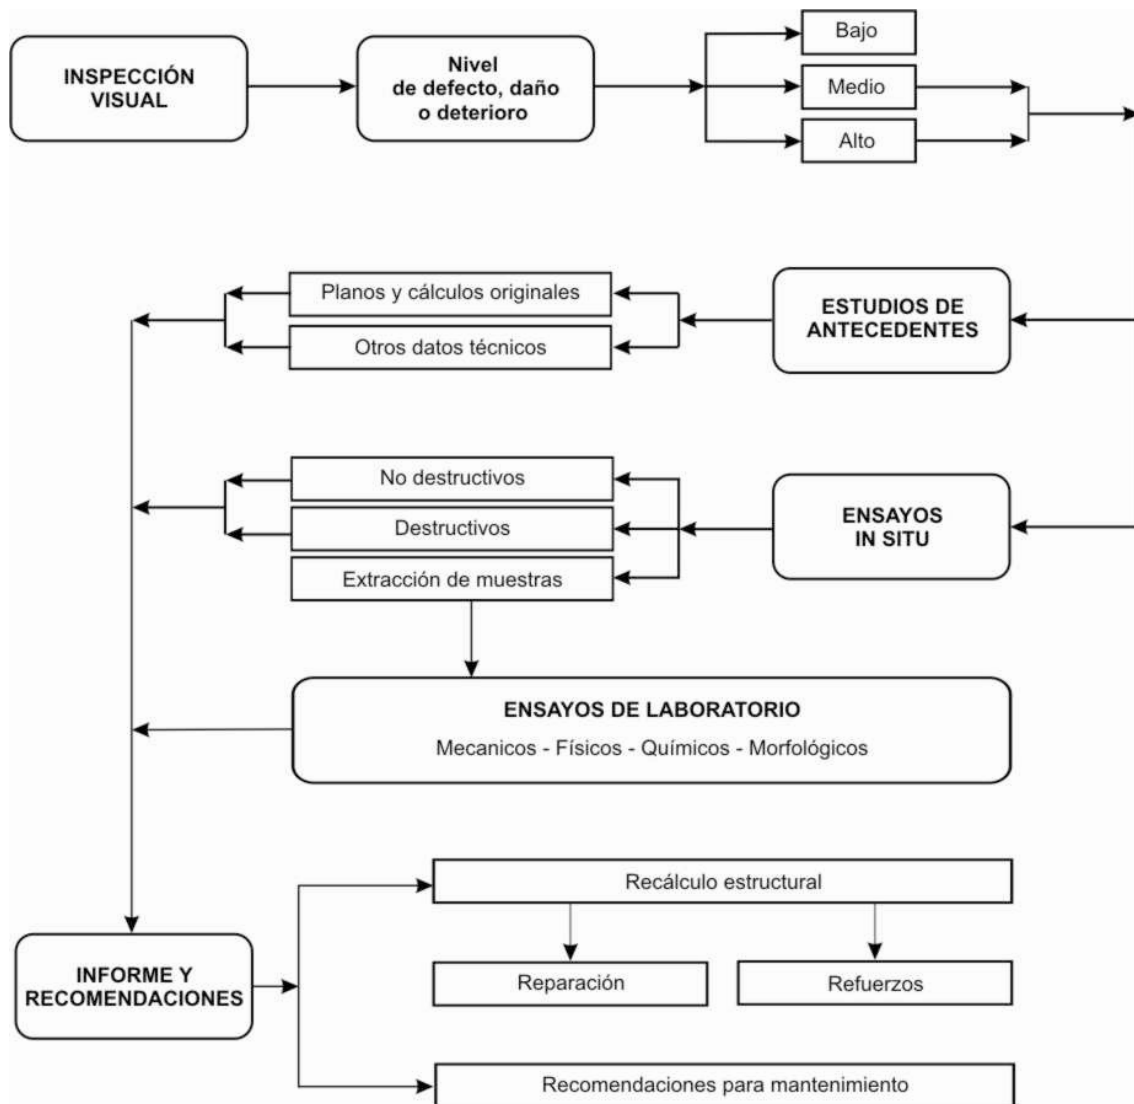 INSPECCIÓN
VISUAL
Nivel
de defecto, daño
o deterioro
Bajo
Medio
Alto
Planos y cálculos originales
Otros datos técnicos
ESTUDIOS DE
ANTECEDENTES
No destructivos
Destructivos
Extracción de muestras
ENSAYOS
IN SITU
ENSAYOS DE LABORATORIO
Mecanicos - Físicos - Químicos - Morfológicos
INFORME Y
RECOMENDACIONES
Recálculo estructural
Reparación
Refuerzos
Recomendaciones para mantenimiento